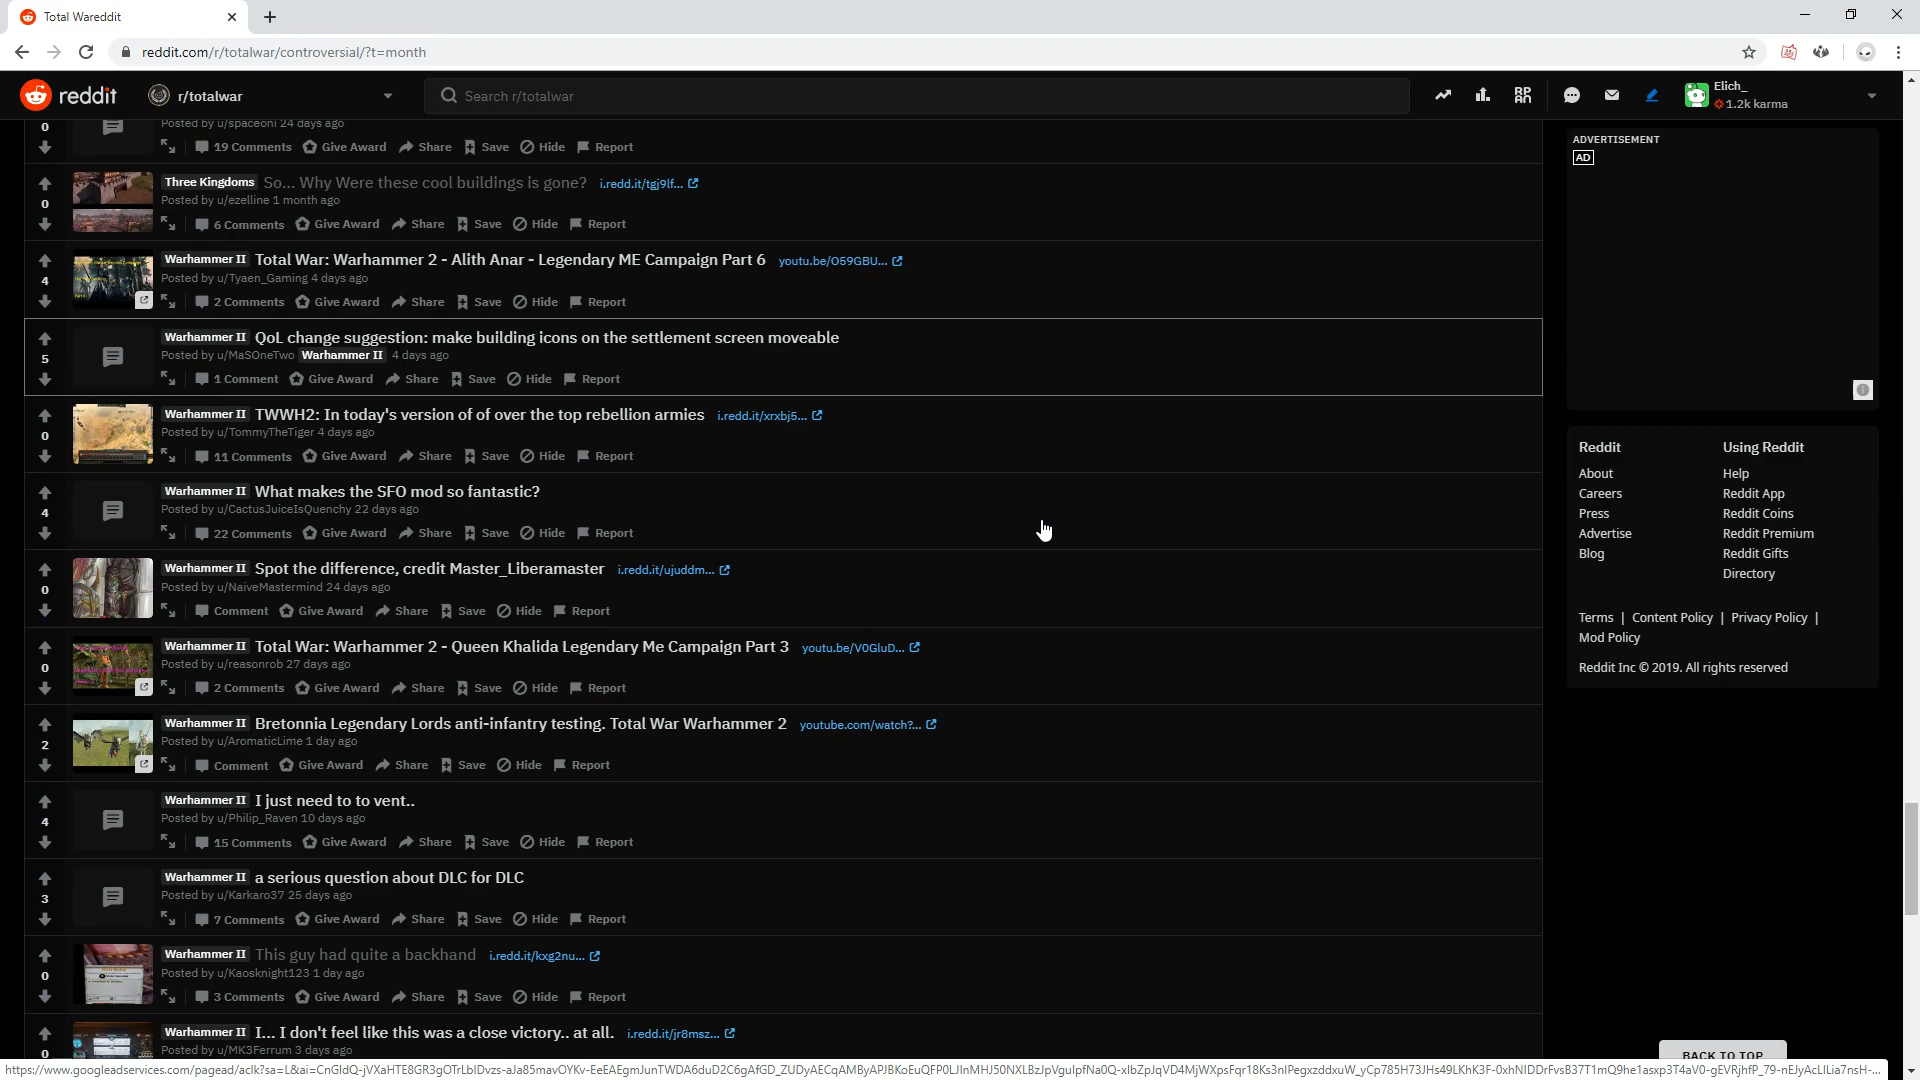 Total Wareddit
reddit.com/r/totalwar/controversial/?t=month
reddit r/totalwar Search r/totalwar Elich_
1.2k karma
0 Posted by u/spaceoni 24 days ago
19 Comments Give Award Share Save Hide Report
Three Kingdoms So... Why Were these cool buildings is gone? i.redd.it/tgj9lf...
0 Posted by u/ezelline 1 month ago
6 Comments Give Award Share Save Hide Report
Warhammer II Total War: Warhammer 2 - Alith Anar - Legendary ME Campaign Part 6 youtu.be/O59GBU...
4 Posted by u/Tyaen_Gaming 4 days ago
2 Comments Give Award Share Save Hide Report
Warhammer II QoL change suggestion: make building icons on the settlement screen moveable
5 Posted by u/MaSOneTwo Warhammer II 4 days ago
1 Comment Give Award Share Save Hide Report
Warhammer II TWWH2: In today's version of of over the top rebellion armies i.redd.it/xrxbj5...
0 Posted by u/TommyTheTiger 4 days ago
11 Comments Give Award Share Save Hide Report
Warhammer II What makes the SFO mod so fantastic?
4 Posted by u/CactusJuiceIsQuenchy 22 days ago
22 Comments Give Award Share Save Hide Report
Warhammer II Spot the difference, credit Master_Liberamaster i.redd.it/ujuddm...
0 Posted by u/NaiveMastermind 24 days ago
Comment Give Award Share Save Hide Report
Warhammer II Total War: Warhammer 2 - Queen Khalida Legendary Me Campaign Part 3 youtu.be/V0GluD...
0 Posted by u/reasonrob 27 days ago
2 Comments Give Award Share Save Hide Report
Warhammer II Bretonnia Legendary Lords anti-infantry testing. Total War Warhammer 2 youtube.com/watch?...
2 Posted by u/AromaticLime 1 day ago
Comment Give Award Share Save Hide Report
Warhammer II I just need to to vent..
4 Posted by u/Philip_Raven 10 days ago
15 Comments Give Award Share Save Hide Report
Warhammer II a serious question about DLC for DLC
3 Posted by u/Karkaro37 25 days ago
7 Comments Give Award Share Save Hide Report
Warhammer II This guy had quite a backhand i.redd.it/kxg2nu...
0 Posted by u/Kaosknight123 1 day ago
3 Comments Give Award Share Save Hide Report
Warhammer II I... I don't feel like this was a close victory.. at all. i.redd.it/jr8msz...
0 Posted by u/MK3Ferrum 3 days ago
ADVERTISEMENT
AD
Reddit Using Reddit
About Help
Careers Reddit App
Press Reddit Coins
Advertise Reddit Premium
Blog Reddit Gifts
Directory
Terms | Content Policy | Privacy Policy |
Mod Policy
Reddit Inc © 2019. All rights reserved
BACK TO TOP